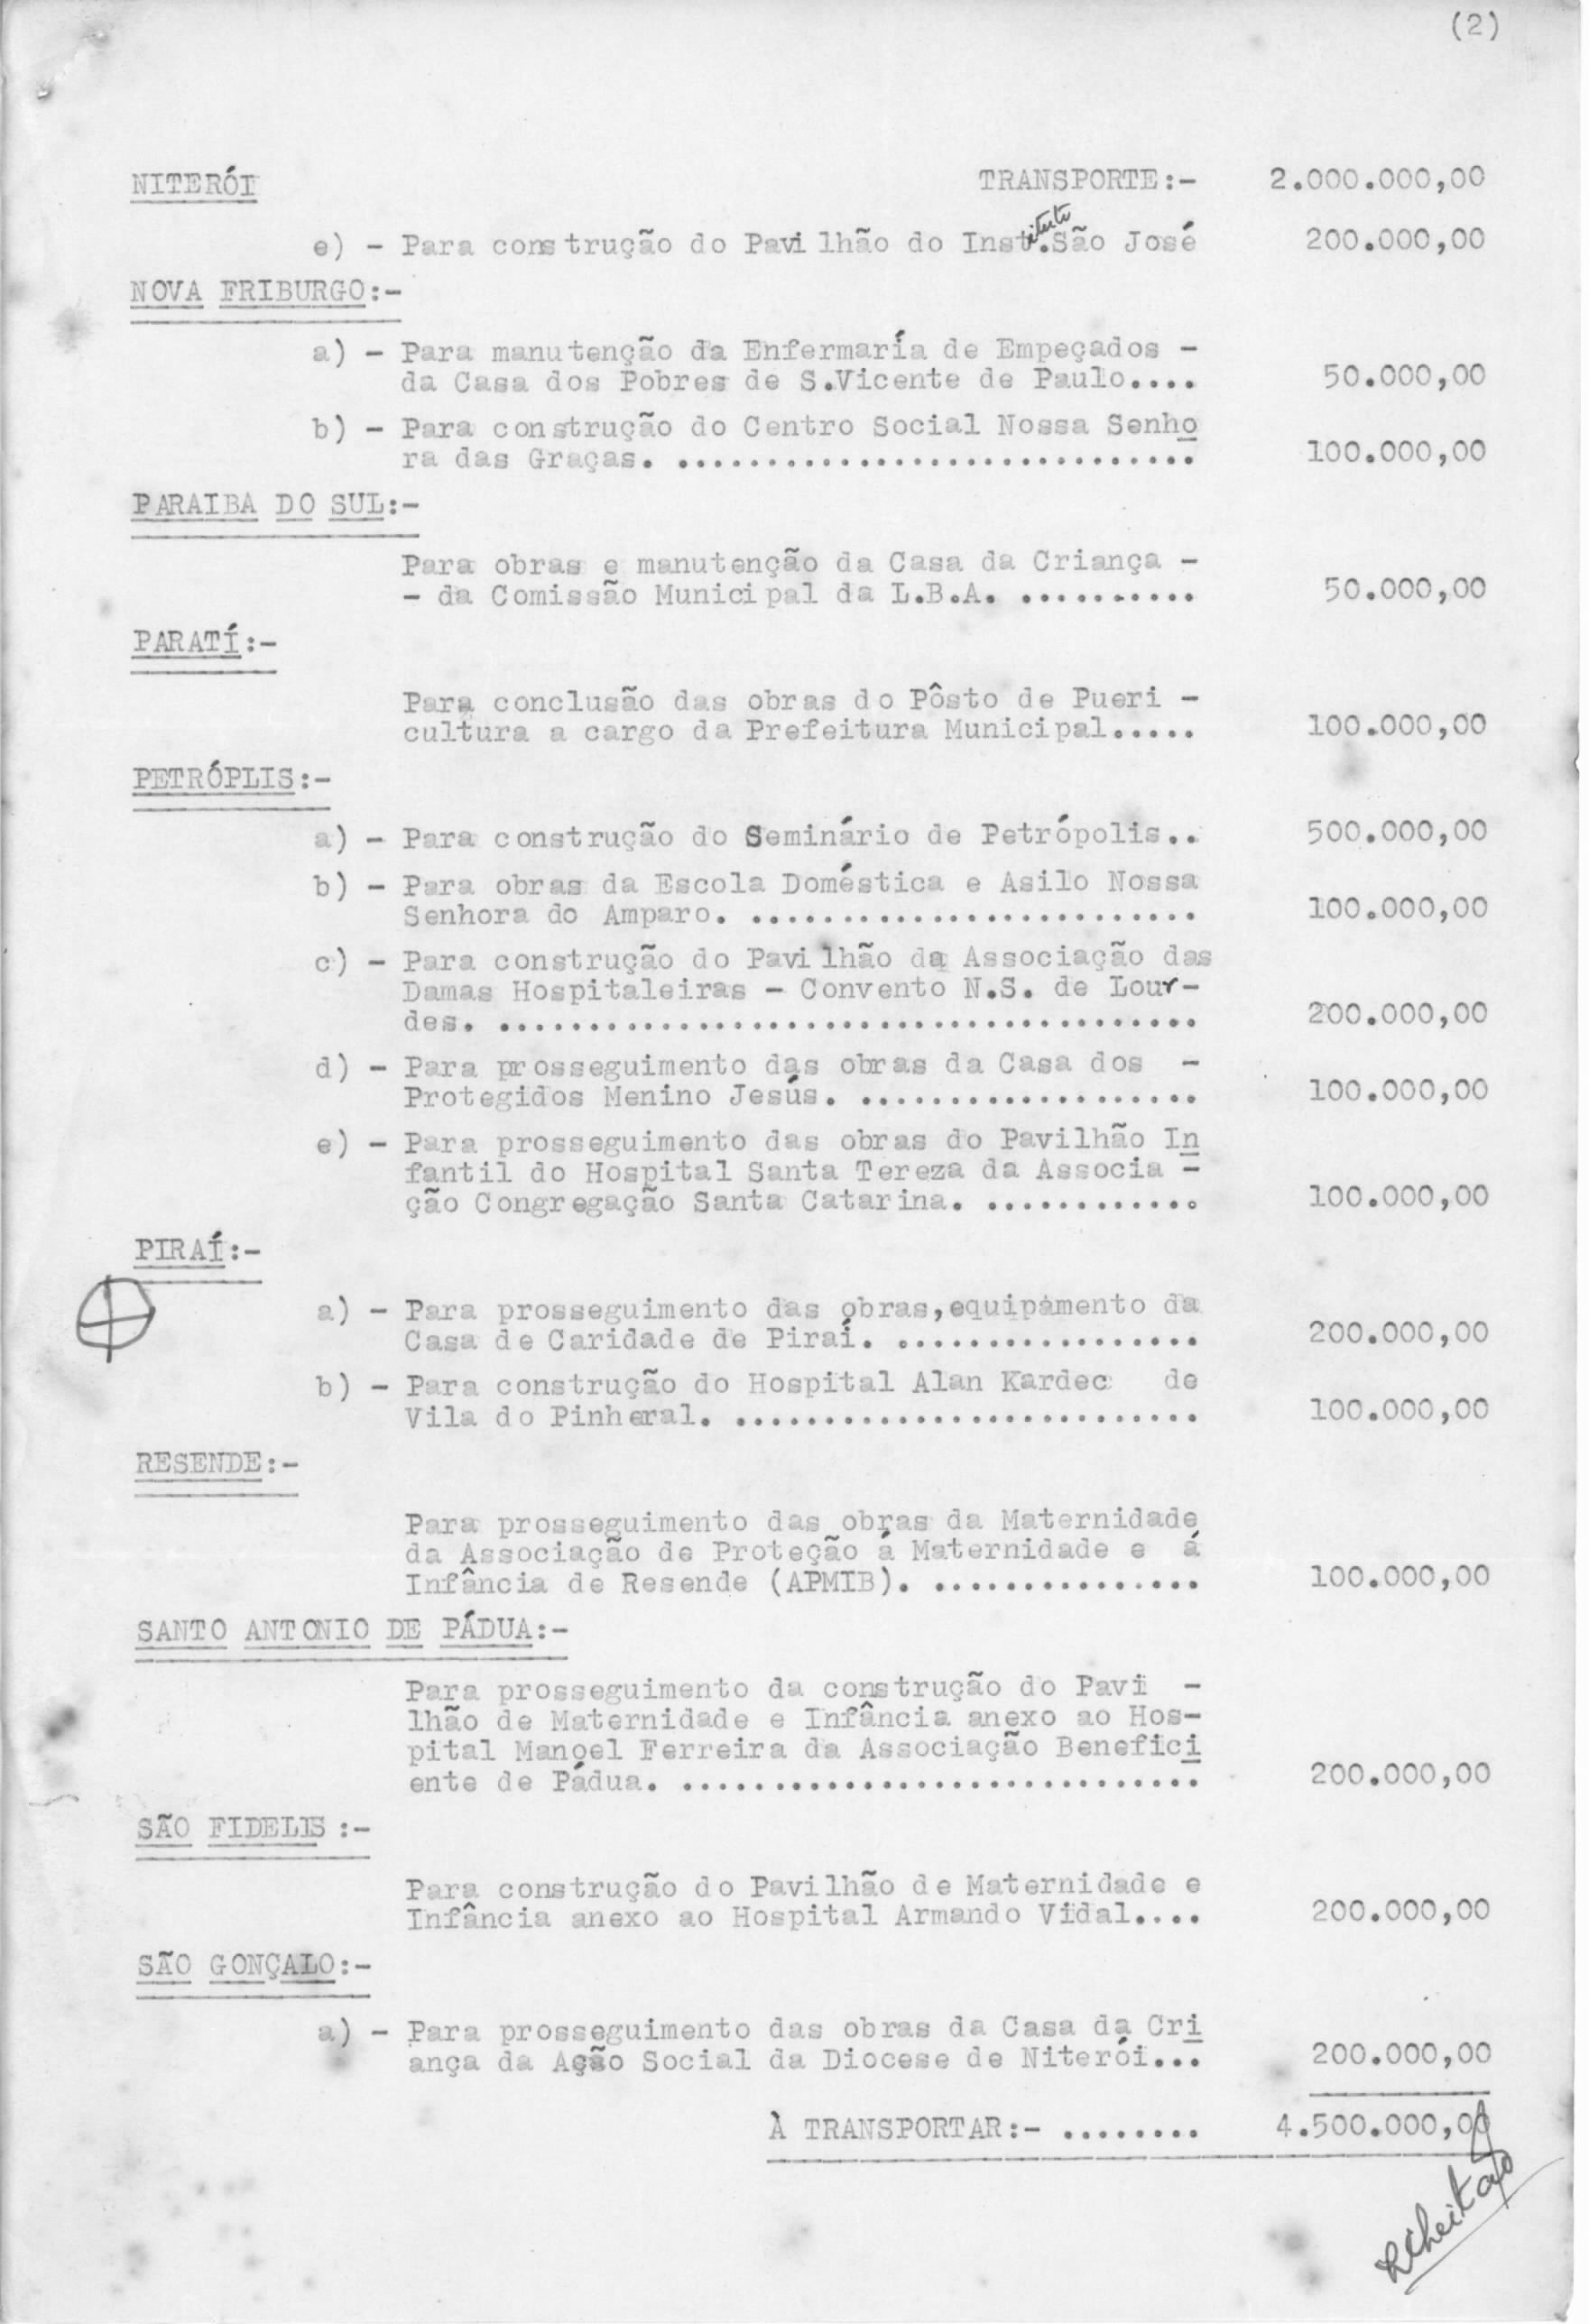 (2)
NITERÓI TRANSPORTE:- 2.000.000,00
e) - Para construção do Pavilhão do Instituto.São José 200.000,00
NOVA FRIBURGO:-
a) - Para manutenção da Enfermaría de Empeçados -
da Casa dos Pobres de S.Vicente de Paulo.... 50.000,00
b) - Para construção do Centro Social Nossa Senho
ra das Graças. ............................. 100.000,00
PARAIBA DO SUL:-
Para obras e manutenção da Casa da Criança -
- da Comissão Municipal da L.B.A. .......... 50.000,00
PARATÍ:-
Para conclusão das obras do Pôsto de Pueri -
cultura a cargo da Prefeitura Municipal..... 100.000,00
PETRÓPLIS:-
a) - Para construção do Seminário de Petrópolis.. 500.000,00
b) - Para obras da Escola Doméstica e Asilo Nossa
Senhora do Amparo. ......................... 100.000,00
c) - Para construção do Pavilhão da Associação das
Damas Hospitaleiras - Convento N.S. de Lour-
des. ....................................... 200.000,00
d) - Para prosseguimento das obras da Casa dos -
Protegidos Menino Jesús. ................... 100.000,00
e) - Para prosseguimento das obras do Pavilhão In
fantil do Hospital Santa Tereza da Associa -
ção Congregação Santa Catarina. ............ 100.000,00
PIRAÍ:-
a) - Para prosseguimento das obras,equipamento da
Casa de Caridade de Piraí. ................. 200.000,00
b) - Para construção do Hospital Alan Kardec de
Vila do Pinheral. .......................... 100.000,00
RESENDE:-
Para prosseguimento das obras da Maternidade
da Associação de Proteção á Maternidade e á
Infância de Resende (APMIB). ............... 100.000,00
SANTO ANTONIO DE PÁDUA:-
Para prosseguimento da construção do Pavi -
lhão de Maternidade e Infância anexo ao Hos-
pital Manoel Ferreira da Associação Benefici
ente de Pádua. ............................. 200.000,00
SÃO FIDELIS :-
Para construção do Pavilhão de Maternidade e
Infância anexo ao Hospital Armando Vidal.... 200.000,00
SÃO GONÇALO:-
a) - Para prosseguimento das obras da Casa da Cri
ança da Ação Social da Diocese de Niterói... 200.000,00
À TRANSPORTAR:- ........ 4.500.000,00